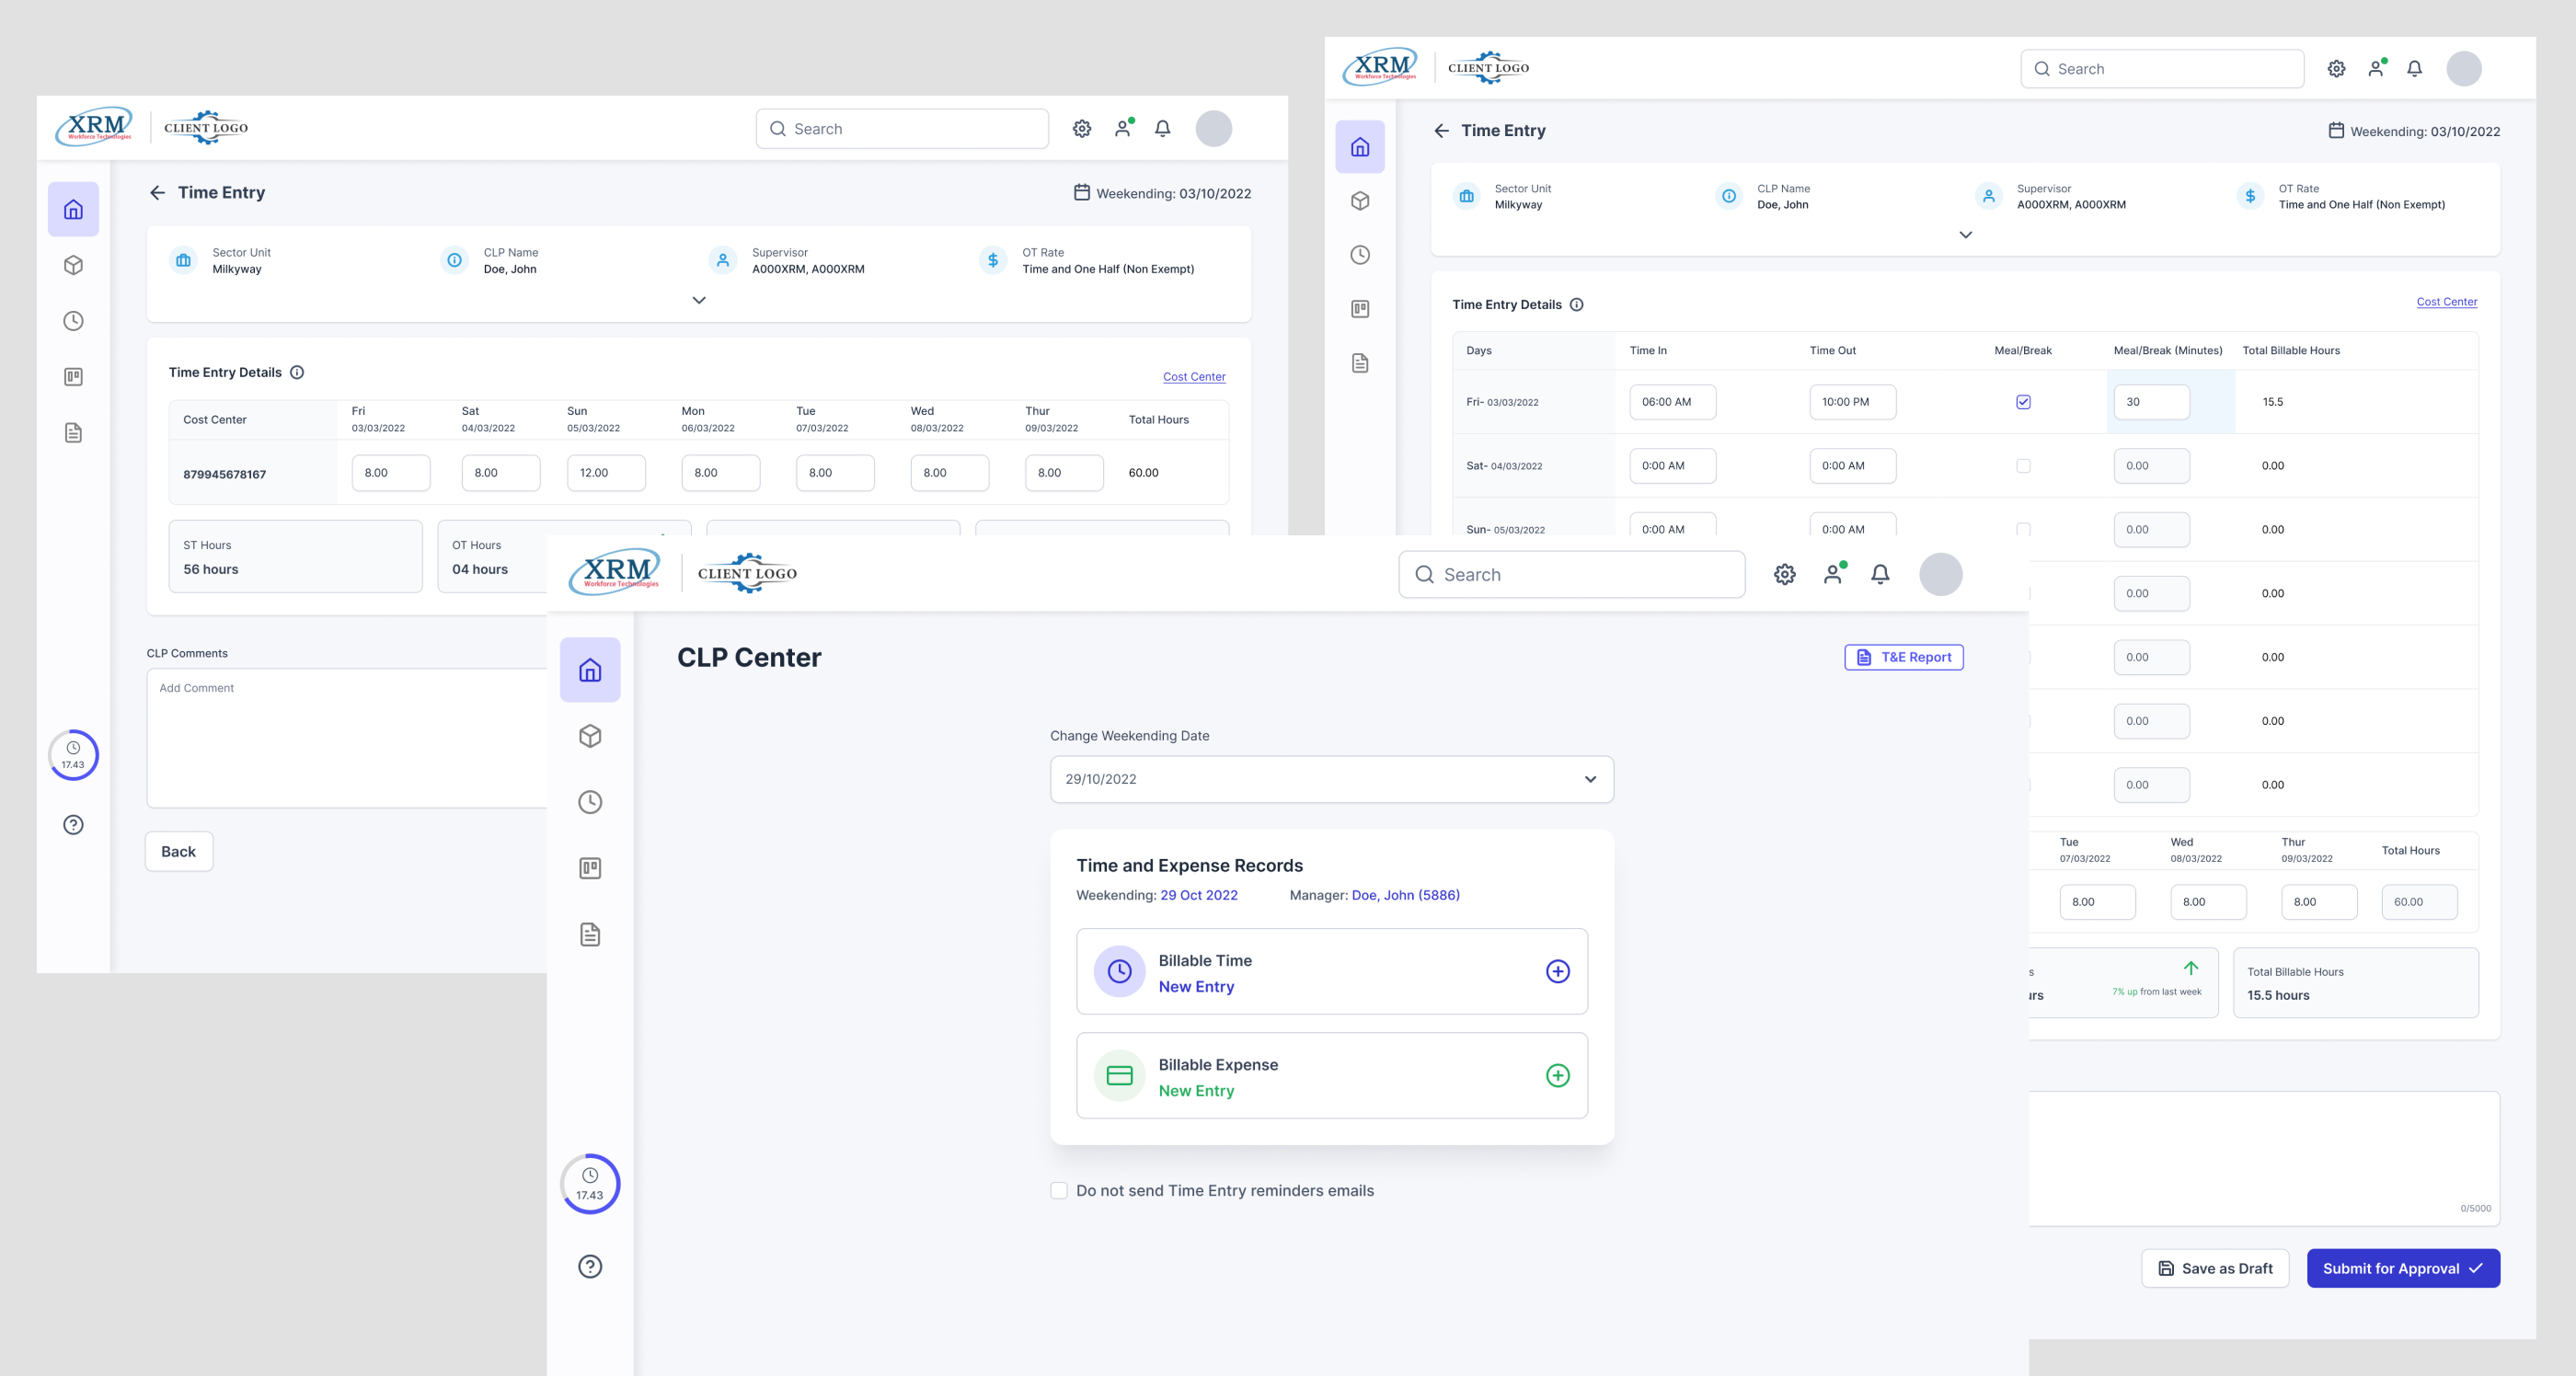 XRM
Workforce Technologies
CLIENT LOGO
Search
Time Entry
Weekending: 03/10/2022
Sector Unit
Milkyway
CLP Name
Doe, John
Supervisor
A000XRM, A000XRM
OT Rate
Time and One Half (Non Exempt)
Time Entry Details
Cost Center
Cost Center
Fri
03/03/2022
Sat
04/03/2022
Sun
05/03/2022
Mon
06/03/2022
Tue
07/03/2022
Wed
08/03/2022
Thur
09/03/2022
Total Hours
879945678167 8.00 8.00 12.00 8.00 8.00 8.00 8.00 60.00
ST Hours
56 hours
OT Hours
04 hours
CLP Comments
Add Comment
17.43
Back
XRM
Workforce Technologies
CLIENT LOGO
Search
Time Entry
Weekending: 03/10/2022
Sector Unit
Milkyway
CLP Name
Doe, John
Supervisor
A000XRM, A000XRM
OT Rate
Time and One Half (Non Exempt)
Time Entry Details
Cost Center
Days Time In Time Out Meal/Break Meal/Break (Minutes) Total Billable Hours
Fri- 03/03/2022 06:00 AM 10:00 PM 30 15.5
Sat- 04/03/2022 0:00 AM 0:00 AM 0.00 0.00
Sun- 05/03/2022 0:00 AM 0:00 AM 0.00 0.00
0.00 0.00
0.00 0.00
0.00 0.00
0.00 0.00
Tue
07/03/2022
Wed
08/03/2022
Thur
09/03/2022
Total Hours
8.00 8.00 8.00 60.00
7% up from last week
Total Billable Hours
15.5 hours
0/5000
Save as Draft
Submit for Approval
XRM
Workforce Technologies
CLIENT LOGO
Search
CLP Center
T&E Report
Change Weekending Date
29/10/2022
Time and Expense Records
Weekending: 29 Oct 2022 Manager: Doe, John (5886)
Billable Time
New Entry
Billable Expense
New Entry
Do not send Time Entry reminders emails
17.43